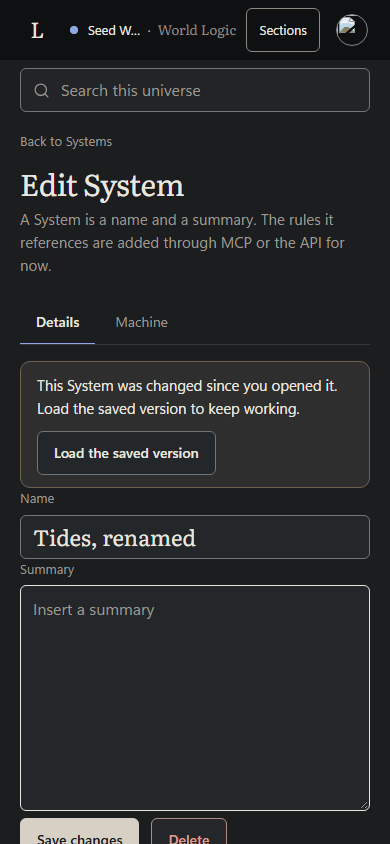 L
Seed W... · World Logic
Sections
Search this universe
Back to Systems
Edit System
A System is a name and a summary. The rules it
references are added through MCP or the API for
now.
Details
Machine
This System was changed since you opened it.
Load the saved version to keep working.
Load the saved version
Name
Tides, renamed
Summary
Insert a summary
Save changes
Delete